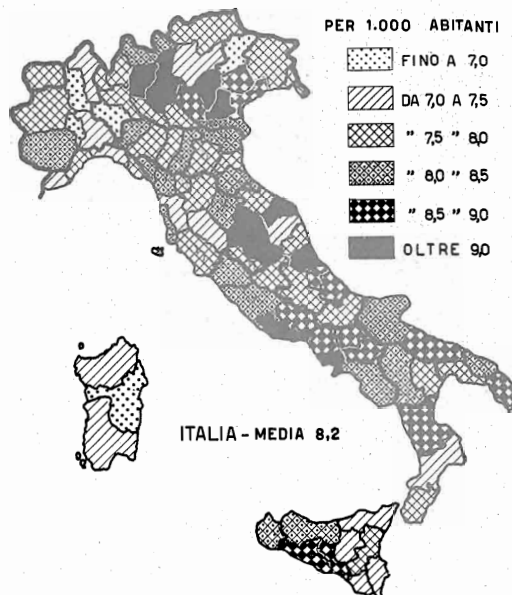 PER 1.000 ABITANTI
FINO A 7,0
DA 7,0 A 7,5
" 7,5 " 8,0
" 8,0 " 8,5
" 8,5 " 9,0
OLTRE 9,0
ITALIA - MEDIA 8,2